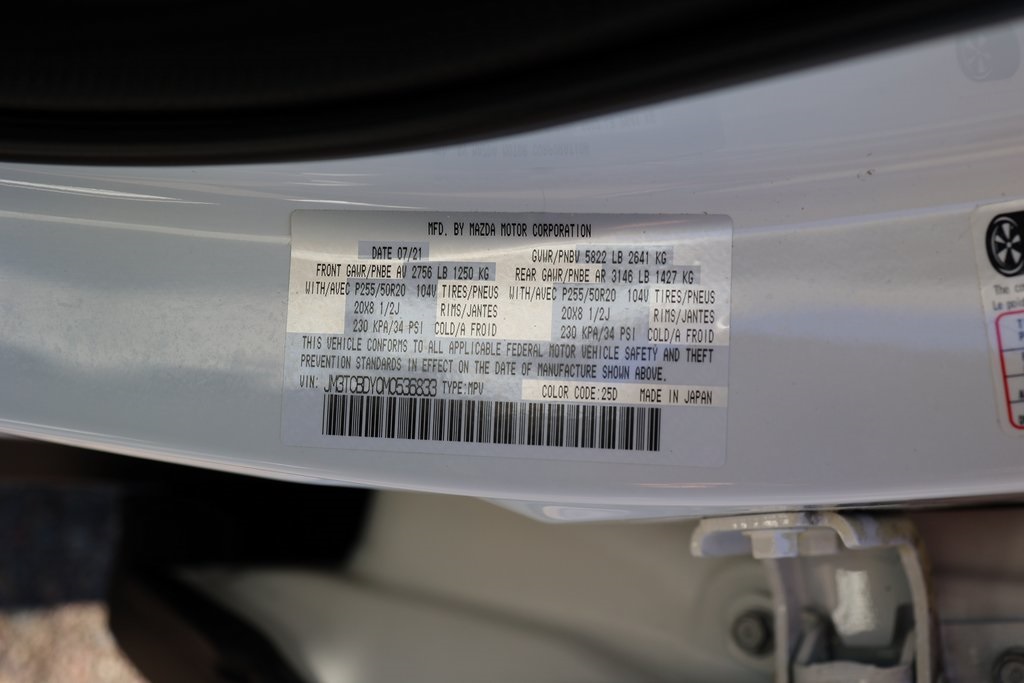 MFD. BY MAZDA MOTOR CORPORATION
DATE 07/21 GVWR/PNBV 5822 LB 2641 KG
FRONT GAWR/PNBE AV 2756 LB 1250 KG REAR GAWR/PNBE AR 3146 LB 1427 KG
WITH/AVEC P255/50R20 104V TIRES/PNEUS WITH/AVEC P255/50R20 104V TIRES/PNEUS
20X8 1/2J RIMS/JANTES 20X8 1/2J RIMS/JANTES
230 KPA/34 PSI COLD/A FROID 230 KPA/34 PSI COLD/A FROID
THIS VEHICLE CONFORMS TO ALL APPLICABLE FEDERAL MOTOR VEHICLE SAFETY AND THEFT
PREVENTION STANDARDS IN EFFECT ON THE DATE OF MANUFACTURE SHOWN ABOVE.
VIN: JM3TCBDY0M0536833 TYPE:MPV COLOR CODE:25D MADE IN JAPAN
The